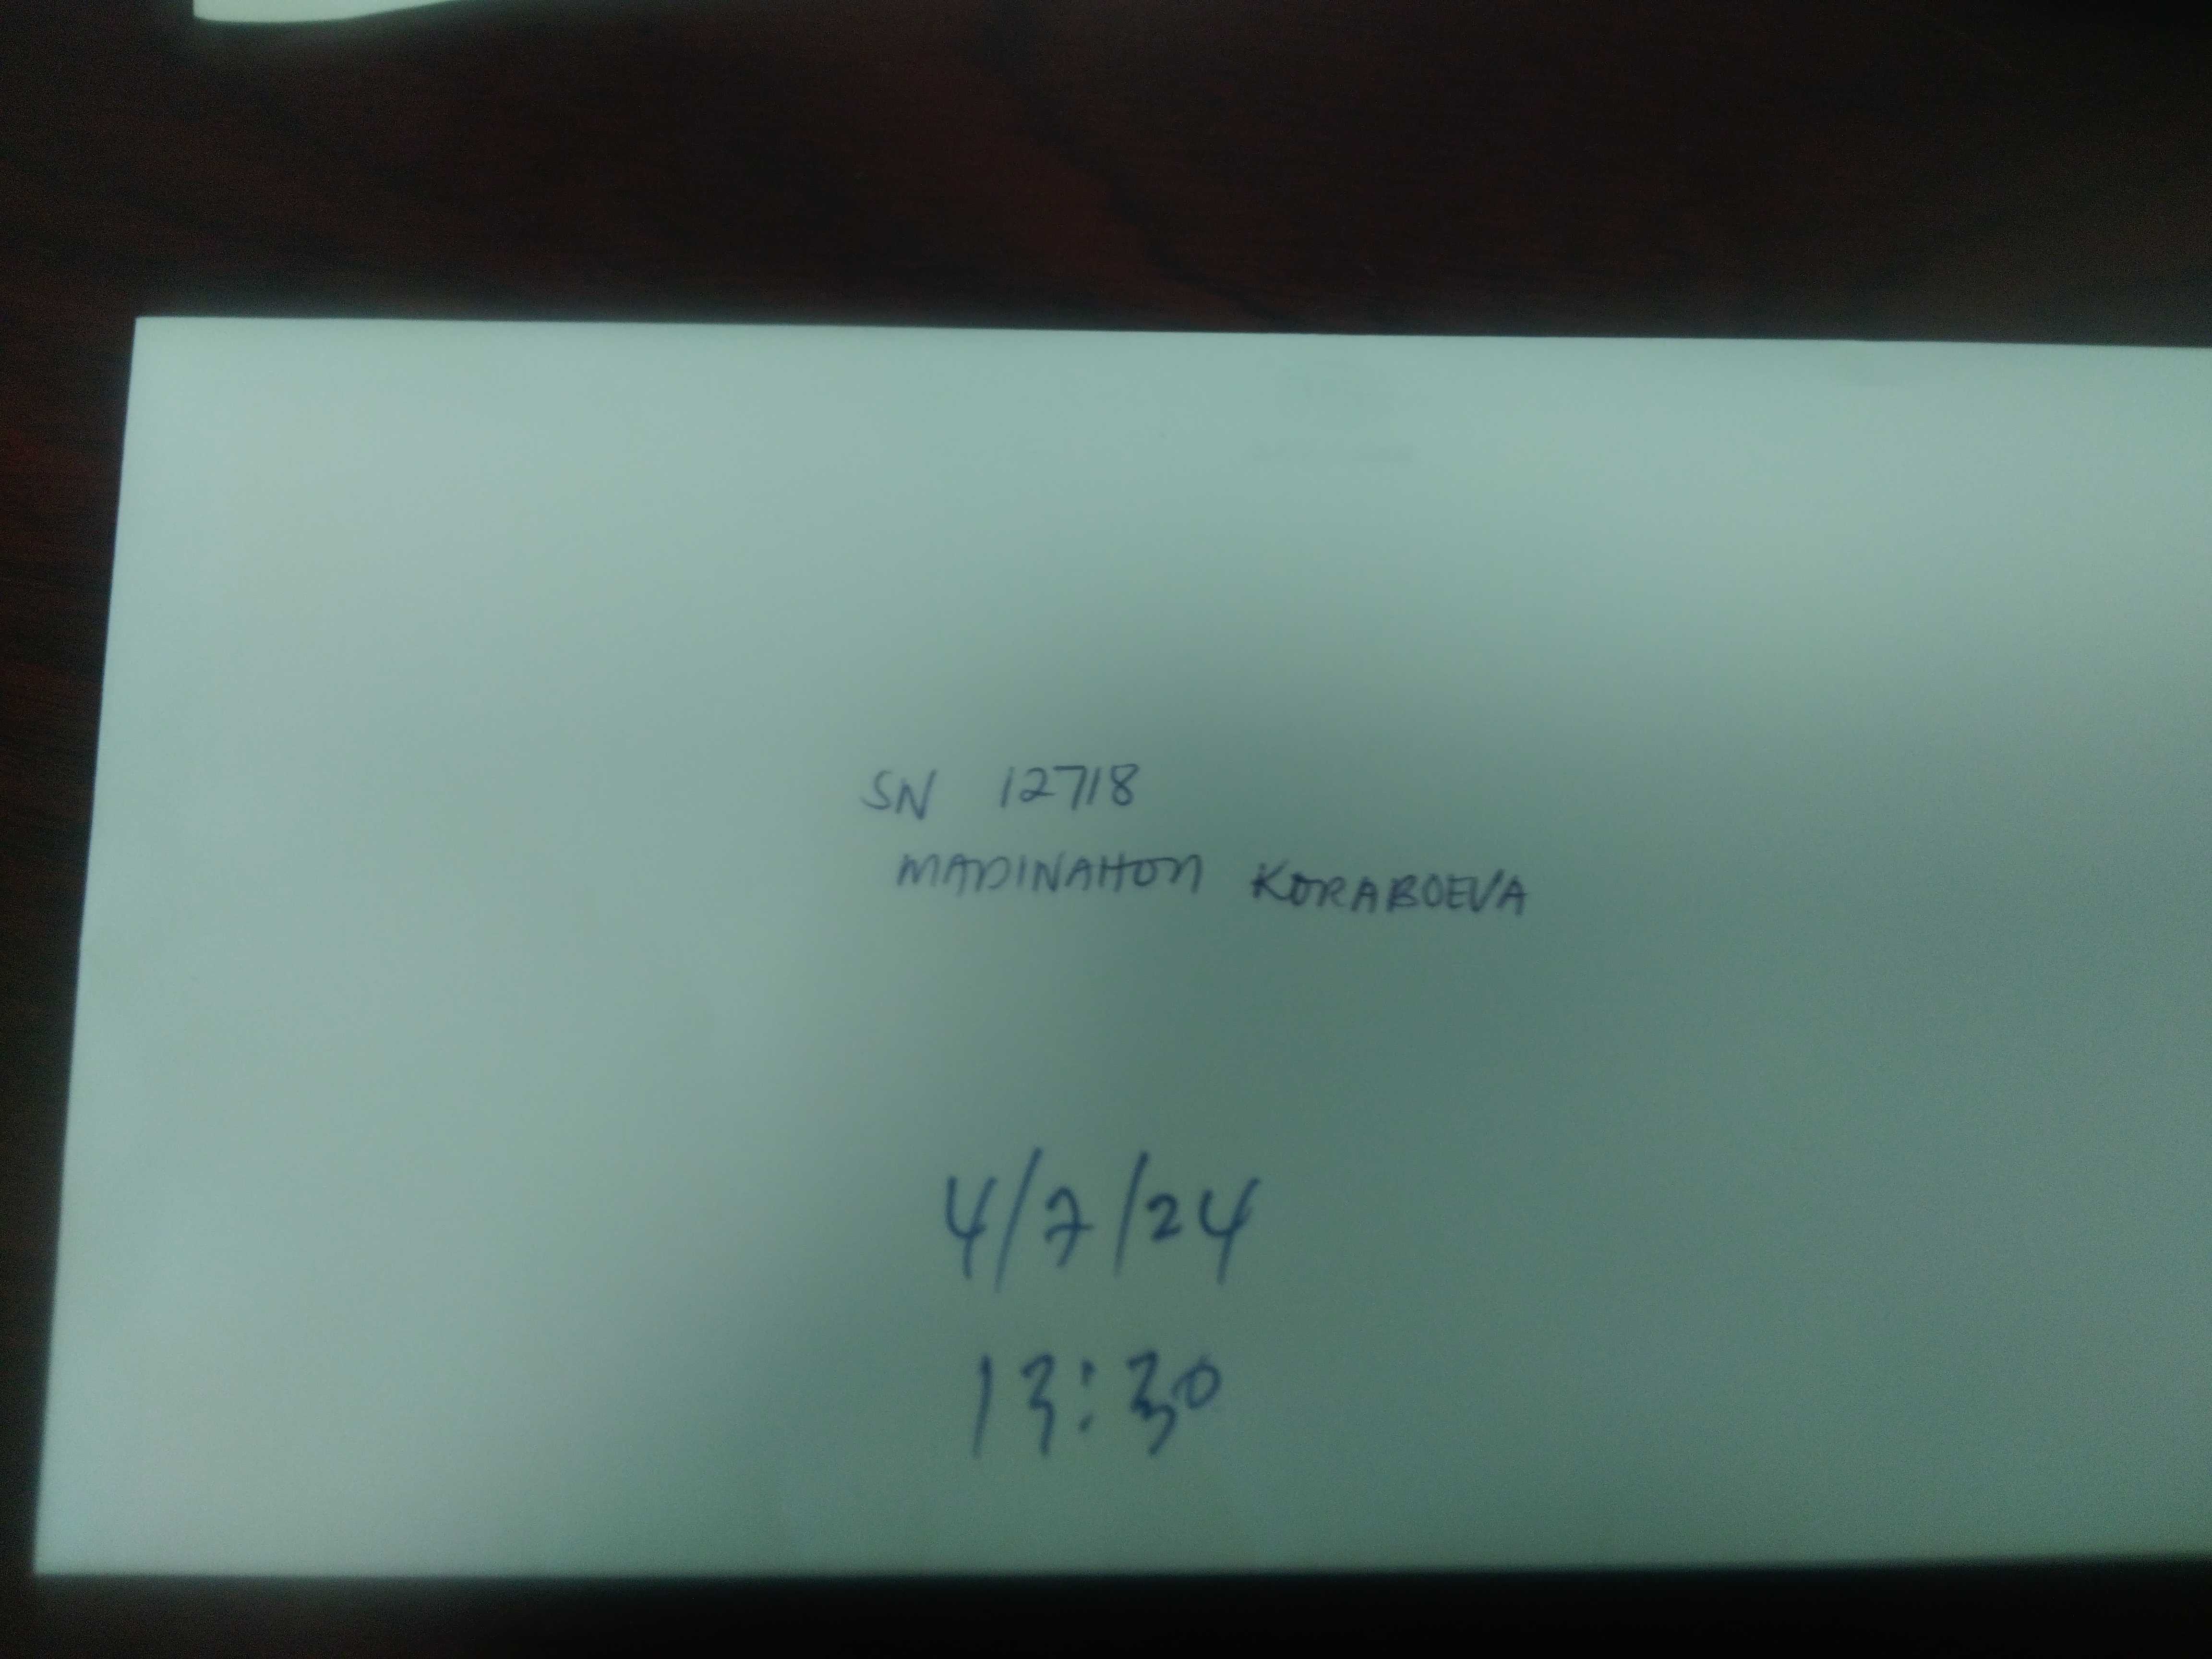 SN 12718
MADINAHON KORABOEVA
4/7/24
13:30